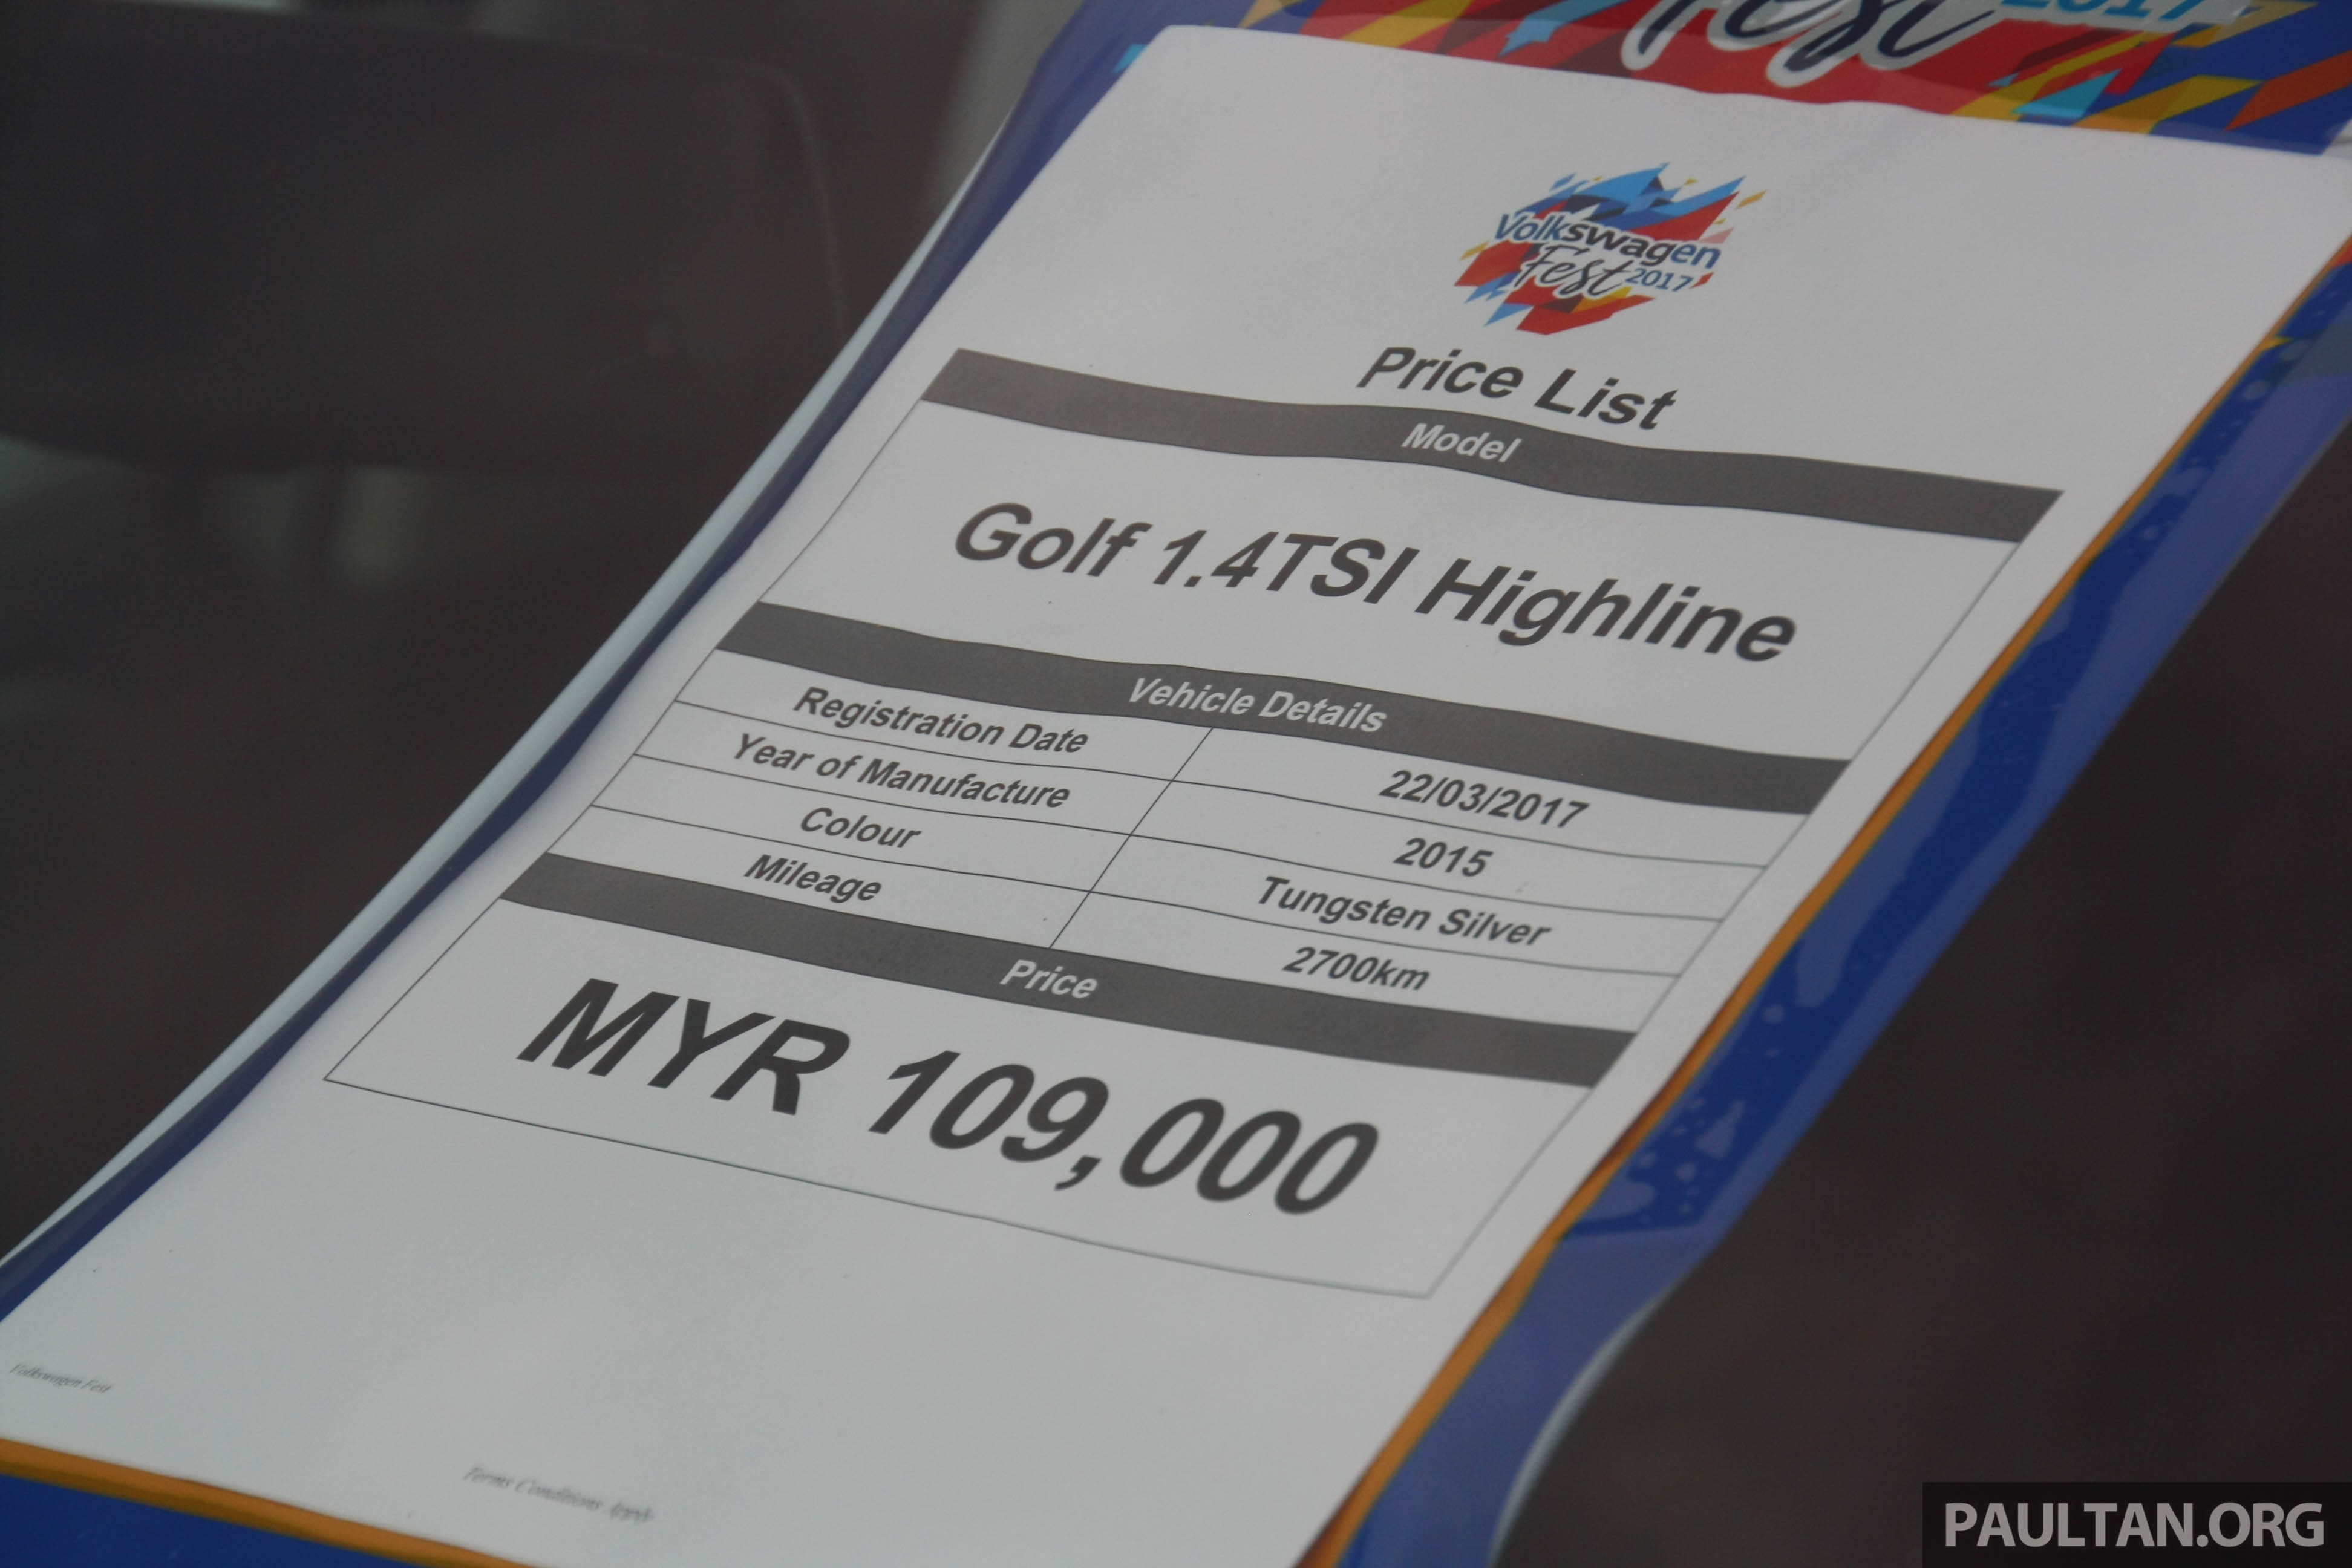 Fest 2017
Volkswagen
Fest 2017
Price List
Model
Golf 1.4TSI Highline
Vehicle Details
Registration Date 22/03/2017
Year of Manufacture 2015
Colour Tungsten Silver
Mileage 2700km
Price
MYR 109,000
Volkswagen Fest
Terms Conditions Apply
PAULTAN.ORG